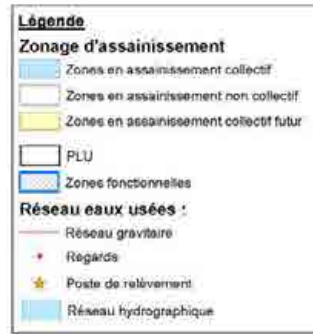 Légende
Zonage d'assainissement
Zones en assainissement collectif
Zones en assainissement non collectif
Zones en assainissement collectif futur
PLU
Zones fonctionnelles
Réseau eaux usées :
Réseau gravitaire
Regards
Poste de relèvement
Réseau hydrographique